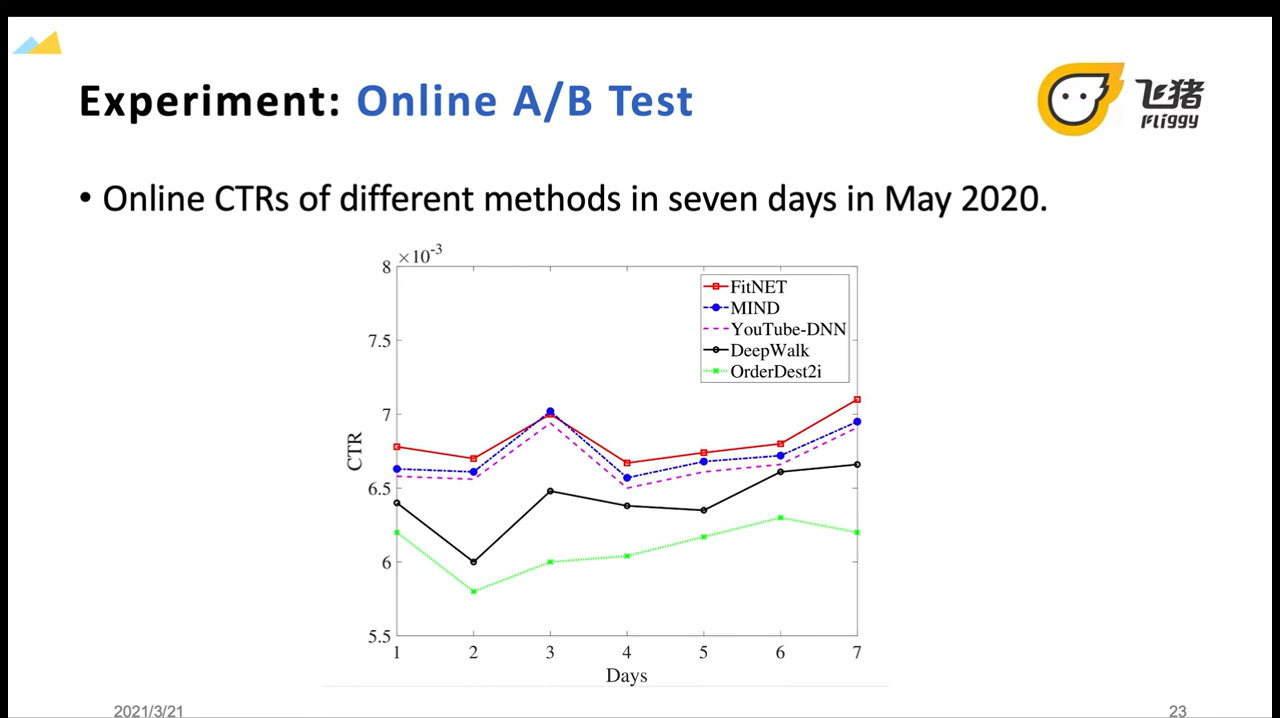 Experiment: Online A/B Test
飞猪
Fliggy
• Online CTRs of different methods in seven days in May 2020.
×10-3
8
7.5
7
6.5
6
5.5
CTR
FitNET
MIND
YouTube-DNN
DeepWalk
OrderDest2i
1 2 3 4 5 6 7
Days
2021/3/21
23